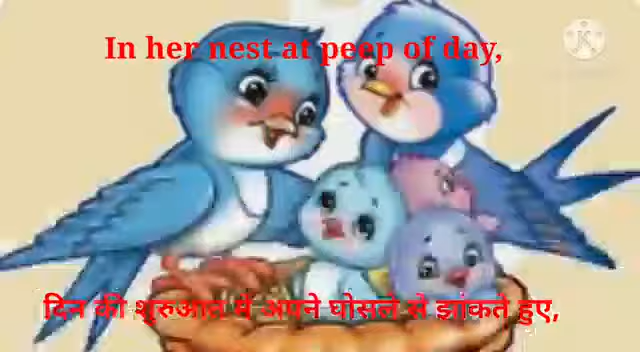 In her nest at peep of day,
दिन की शुरुआत में अपने घोसले से झांकते हुए,